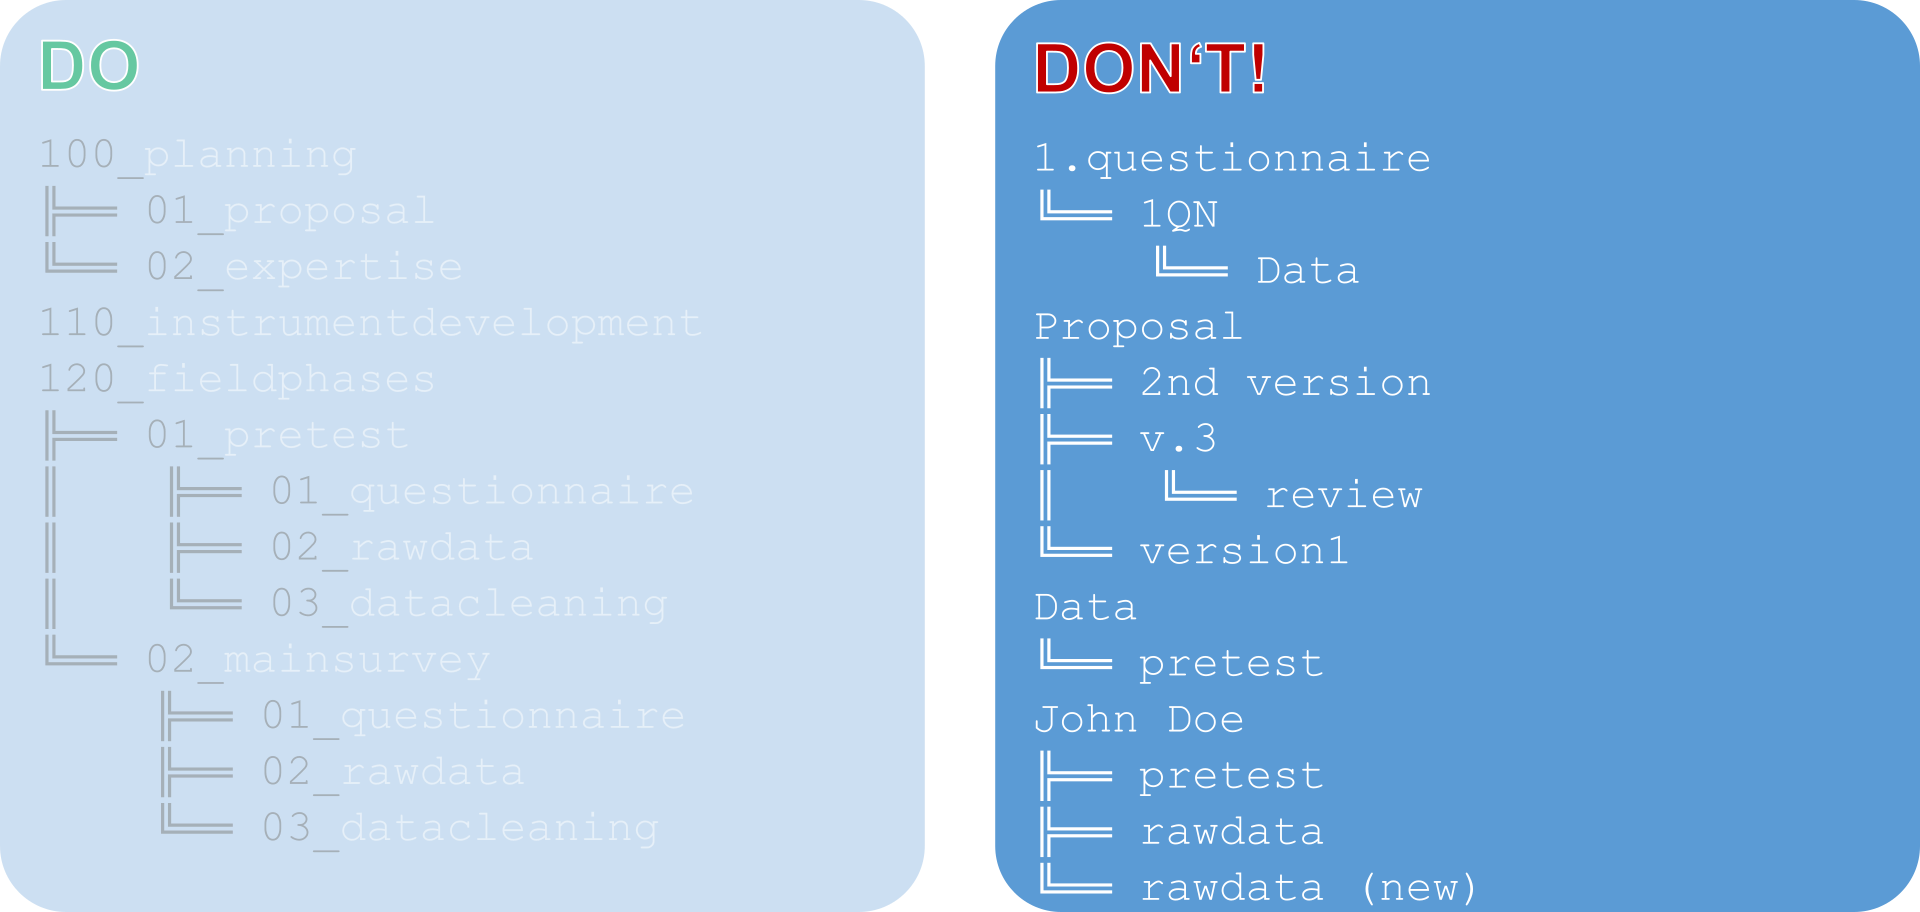 DO
100_planning
╠══ 01_proposal
╚══ 02_expertise
110_instrumentdevelopment
120_fieldphases
╠══ 01_pretest
║   ╠══ 01_questionnaire
║   ╠══ 02_rawdata
║   ╚══ 03_datacleaning
╚══ 02_mainsurvey
    ╠══ 01_questionnaire
    ╠══ 02_rawdata
    ╚══ 03_datacleaning
DON‘T!
1.questionnaire
╚══ 1QN
    ╚══ Data
Proposal
╠══ 2nd version
╠══ v.3
║   ╚══ review
╚══ version1
Data
╚══ pretest
John Doe
╠══ pretest
╠══ rawdata
╚══ rawdata (new)